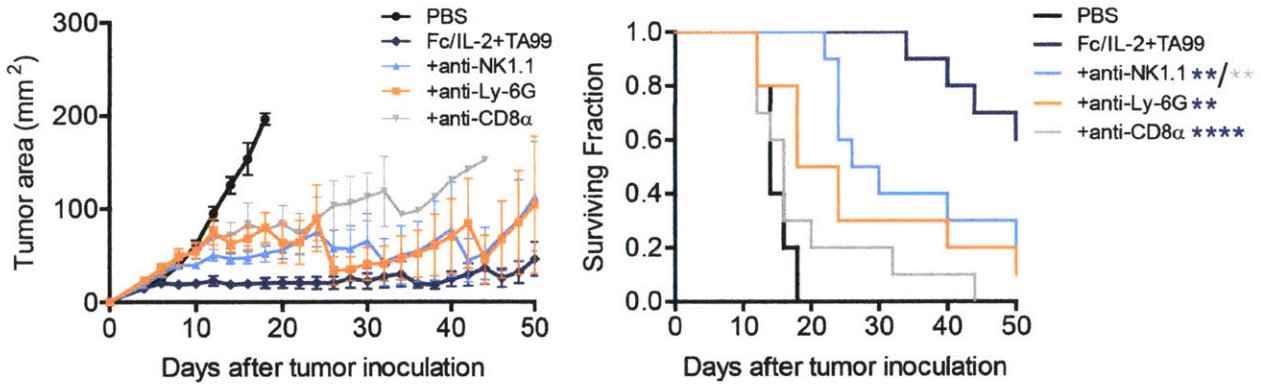 PBS
Fc/IL-2+TA99
+anti-NK1.1
+anti-Ly-6G
+anti-CD8α
300
200
100
0
Tumor area (mm²)
0 10 20 30 40 50
Days after tumor inoculation
PBS
Fc/IL-2+TA99
+anti-NK1.1 **/**
+anti-Ly-6G **
+anti-CD8α ****
1.0
0.8
0.6
0.4
0.2
0.0
Surviving Fraction
0 10 20 30 40 50
Days after tumor inoculation